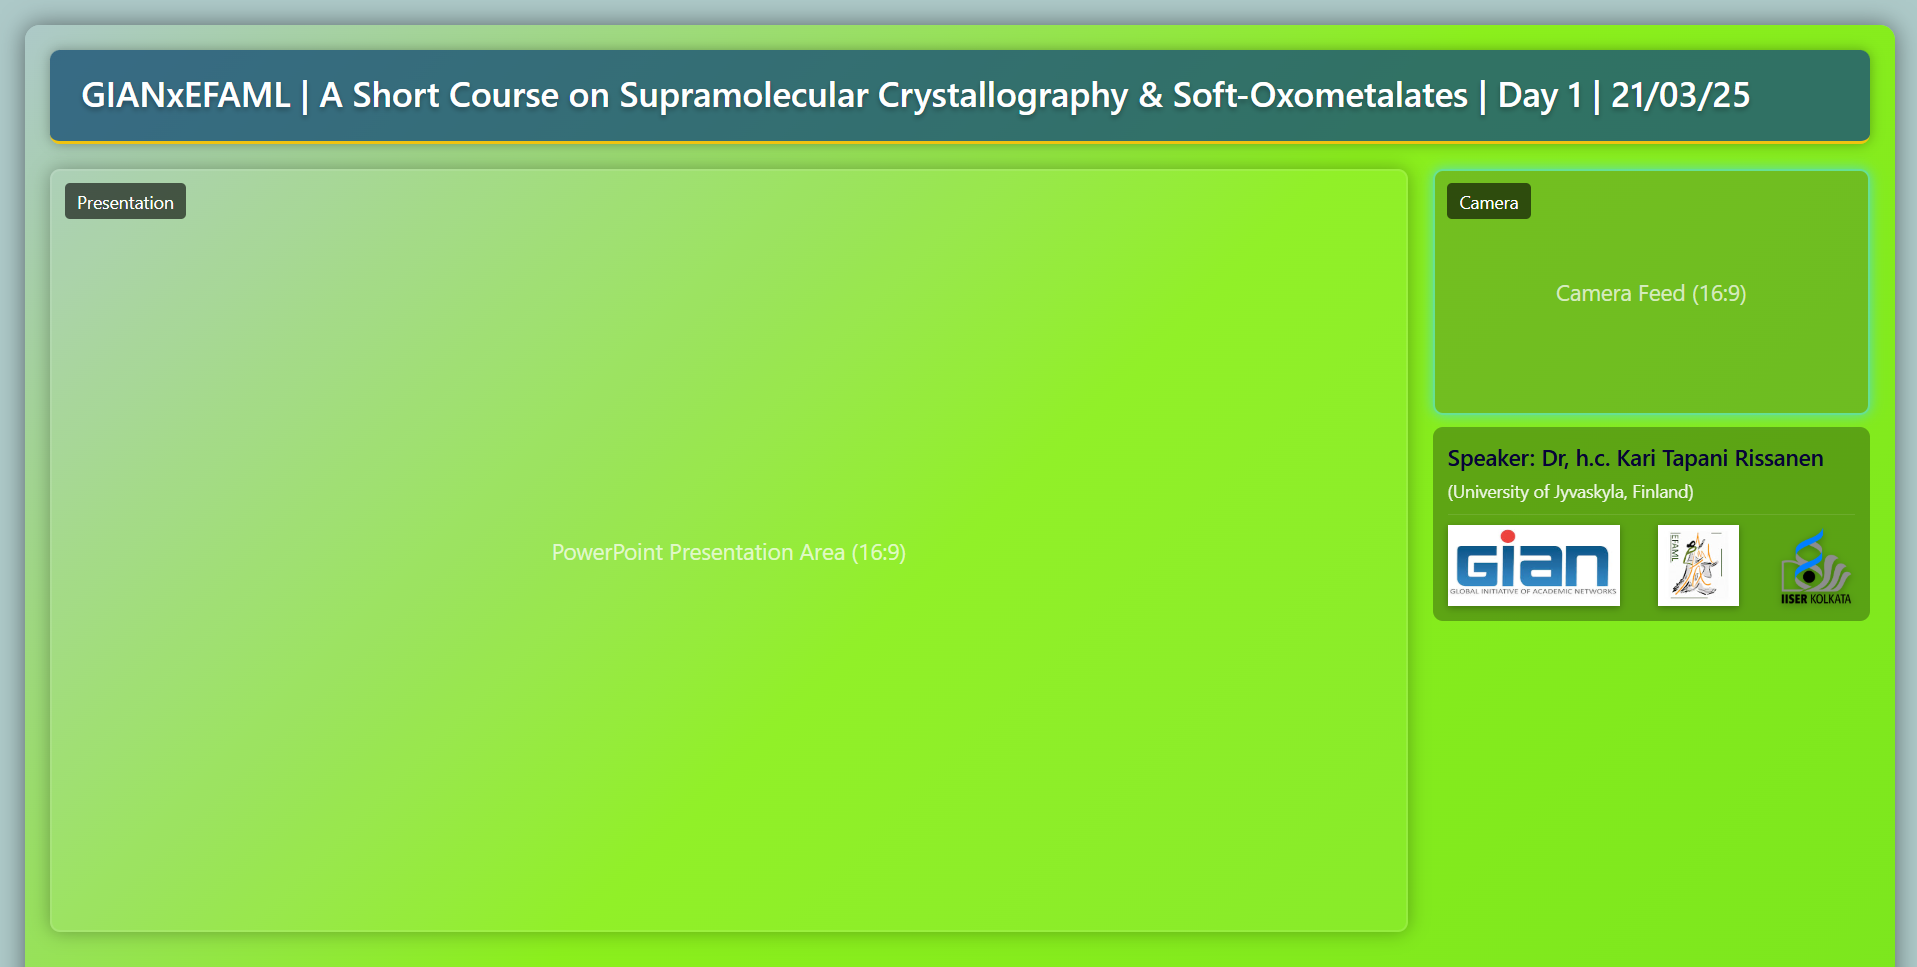 GIANxEFAML | A Short Course on Supramolecular Crystallography & Soft-Oxometalates | Day 1 | 21/03/25
Presentation
PowerPoint Presentation Area (16:9)
Camera
Camera Feed (16:9)
Speaker: Dr, h.c. Kari Tapani Rissanen
(University of Jyvaskyla, Finland)
Gian
GLOBAL INITIATIVE OF ACADEMIC NETWORKS
EFAML
IISER KOLKATA